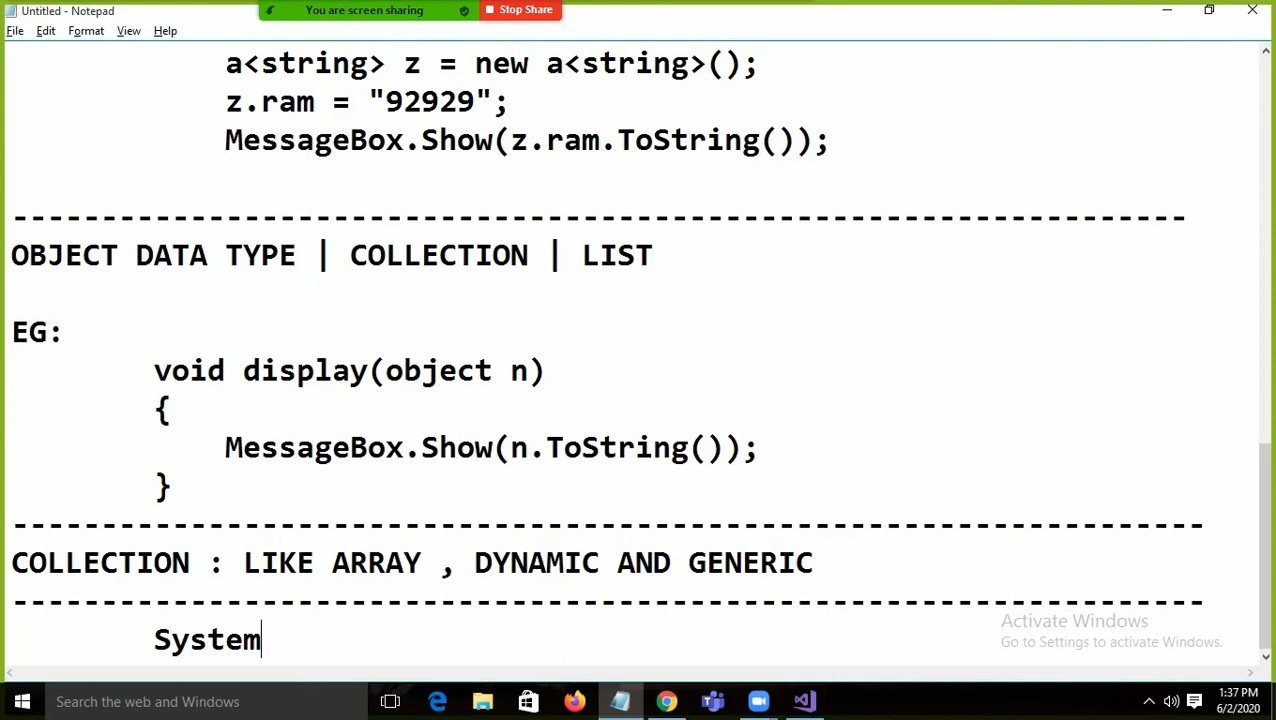 Untitled - Notepad
You are screen sharing
Stop Share
File Edit Format View Help
a<string> z = new a<string>();
z.ram = "92929";
MessageBox.Show(z.ram.ToString());
-------------------------------------------------------------------
OBJECT DATA TYPE | COLLECTION | LIST
EG:
void display(object n)
{
MessageBox.Show(n.ToString());
}
--------------------------------------------------------------------
COLLECTION : LIKE ARRAY , DYNAMIC AND GENERIC
--------------------------------------------------------------------
System
Activate Windows
Go to Settings to activate Windows.
Search the web and Windows
1:37 PM
6/2/2020